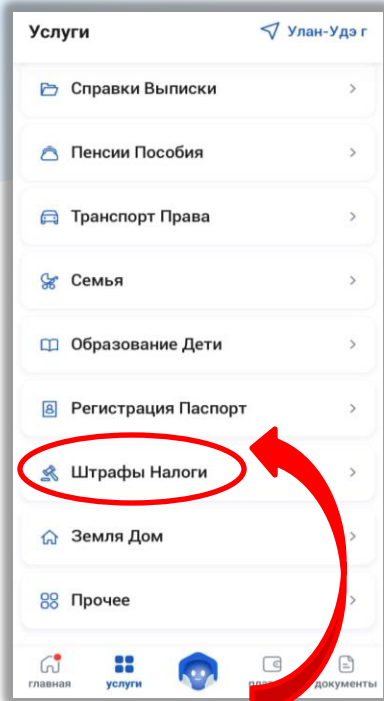 Услуги
Улан-Удэ г
Справки Выписки
Пенсии Пособия
Транспорт Права
Семья
Образование Дети
Регистрация Паспорт
Штрафы Налоги
Земля Дом
Прочее
главная услуги документы